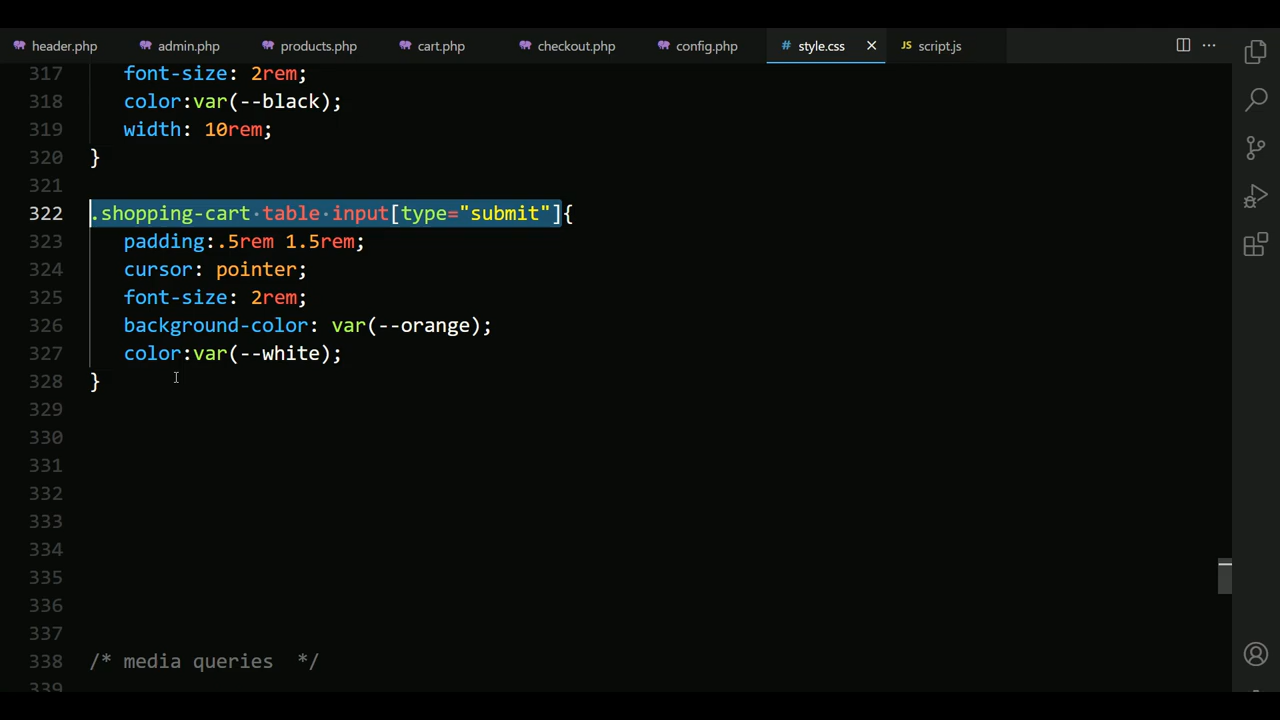 header.php admin.php products.php cart.php checkout.php config.php # style.css JS script.js
317 font-size: 2rem;
318 color:var(--black);
319 width: 10rem;
320 }
321
322 .shopping-cart table input[type="submit"]{
323 padding:.5rem 1.5rem;
324 cursor: pointer;
325 font-size: 2rem;
326 background-color: var(--orange);
327 color:var(--white);
328 }
329
330
331
332
333
334
335
336
337
338 /* media queries  */
339